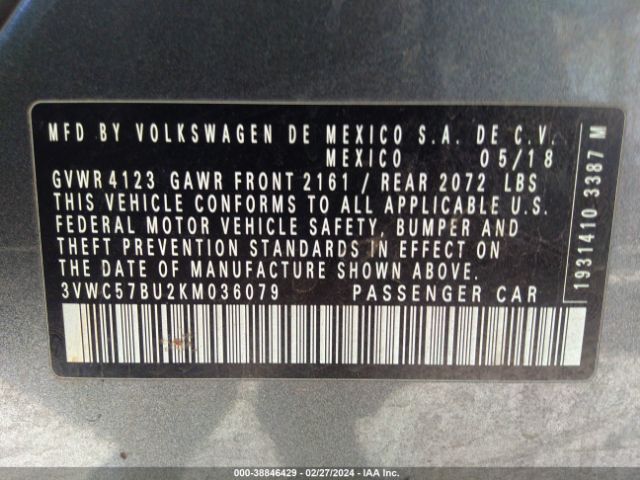 MFD BY VOLKSWAGEN DE MEXICO S.A. DE C.V.
MEXICO 05/18
GVWR 4123 GAWR FRONT 2161 / REAR 2072 LBS
THIS VEHICLE CONFORMS TO ALL APPLICABLE U.S.
FEDERAL MOTOR VEHICLE SAFETY, BUMPER AND
THEFT PREVENTION STANDARDS IN EFFECT ON
THE DATE OF MANUFACTURE SHOWN ABOVE.
3VWC57BU2KM036079 PASSENGER CAR
1931410 3387 M
000-38846429 - 02/27/2024 - IAA Inc.